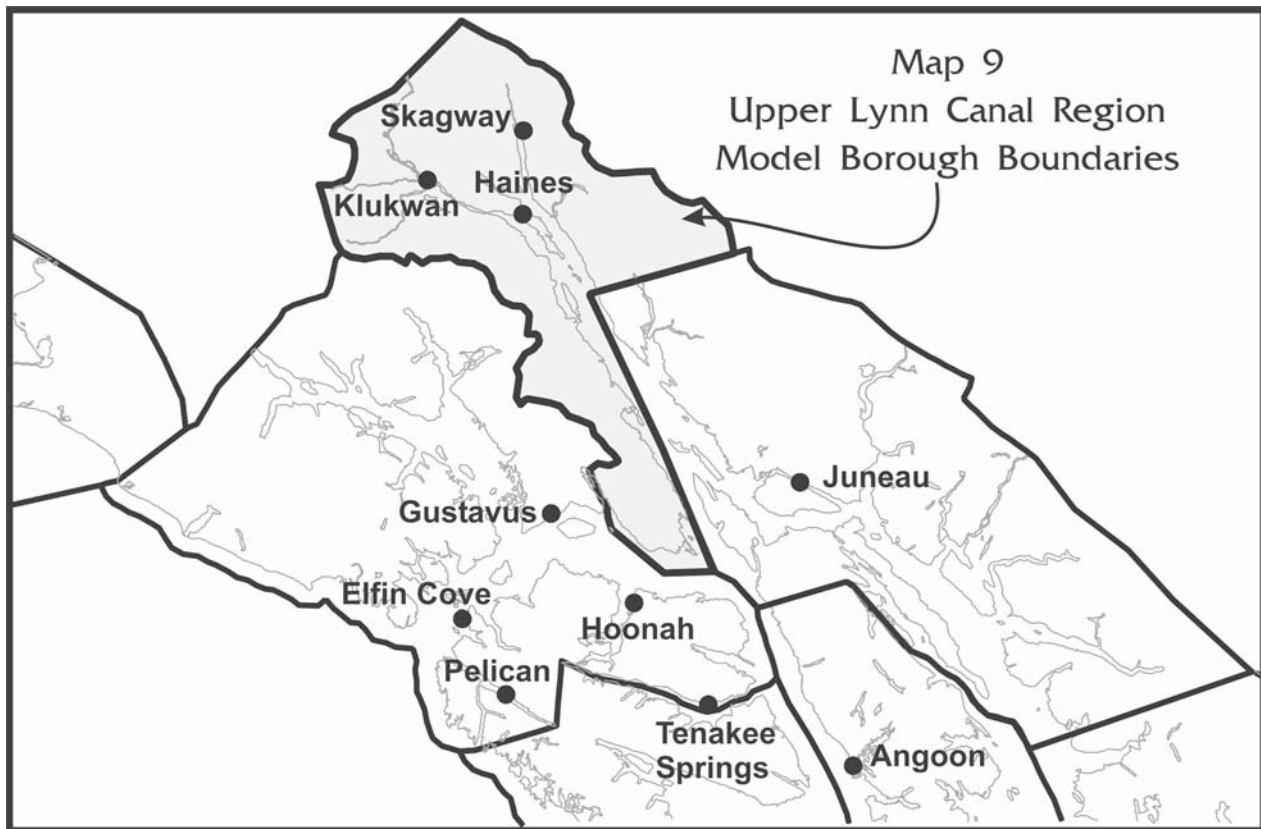 Map 9
Upper Lynn Canal Region
Model Borough Boundaries
Skagway
Haines
Klukwan
Juneau
Gustavus
Elfin Cove
Hoonah
Pelican
Tenakee
Springs
Angoon